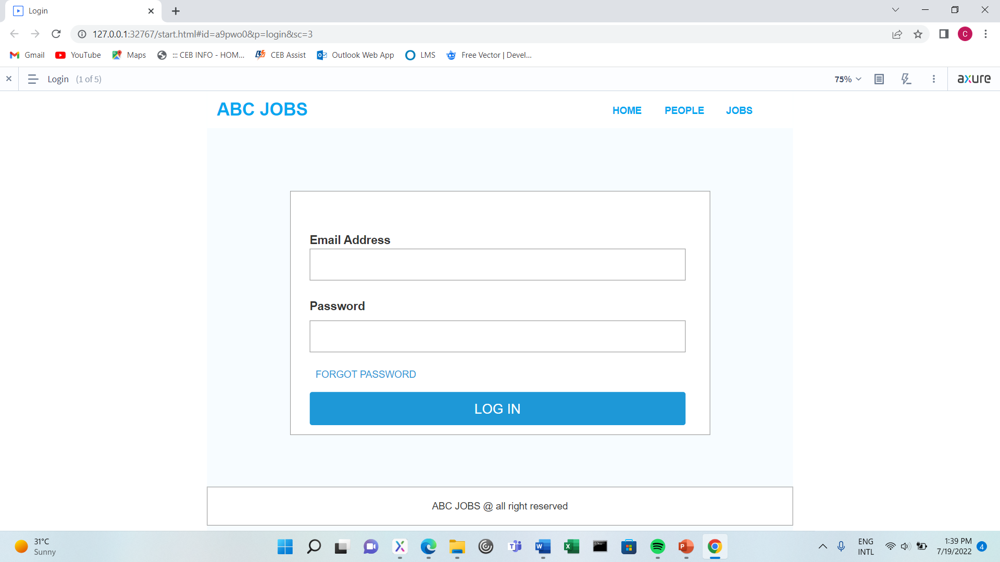 Login
127.0.0.1:32767/start.html#id=a9pwo0&p=login&sc=3
C
Gmail YouTube Maps ::: CEB INFO - HOM... CEB Assist Outlook Web App LMS Free Vector | Devel...
Login (1 of 5) 75% axure
ABC JOBS HOME PEOPLE JOBS
Email Address
Password
FORGOT PASSWORD
LOG IN
ABC JOBS @ all right reserved
31°C
Sunny
ENG
INTL
1:39 PM
7/19/2022
4